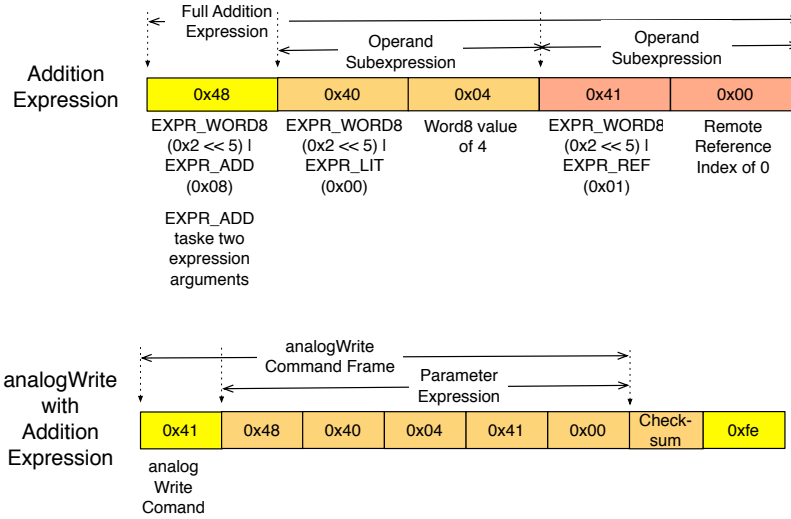 Full Addition
Expression
Operand
Subexpression
Operand
Subexpression
Addition
Expression
0x48
0x40
0x04
0x41
0x00
EXPR_WORD8
(0x2 << 5) |
EXPR_ADD
(0x08)
EXPR_ADD
taske two
expression
arguments
EXPR_WORD8
(0x2 << 5) |
EXPR_LIT
(0x00)
Word8 value
of 4
EXPR_WORD8
(0x2 << 5) |
EXPR_REF
(0x01)
Remote
Reference
Index of 0
analogWrite
Command Frame
Parameter
Expression
analogWrite
with
Addition
Expression
0x41
0x48
0x40
0x04
0x41
0x00
Check-
sum
0xfe
analog
Write
Comand